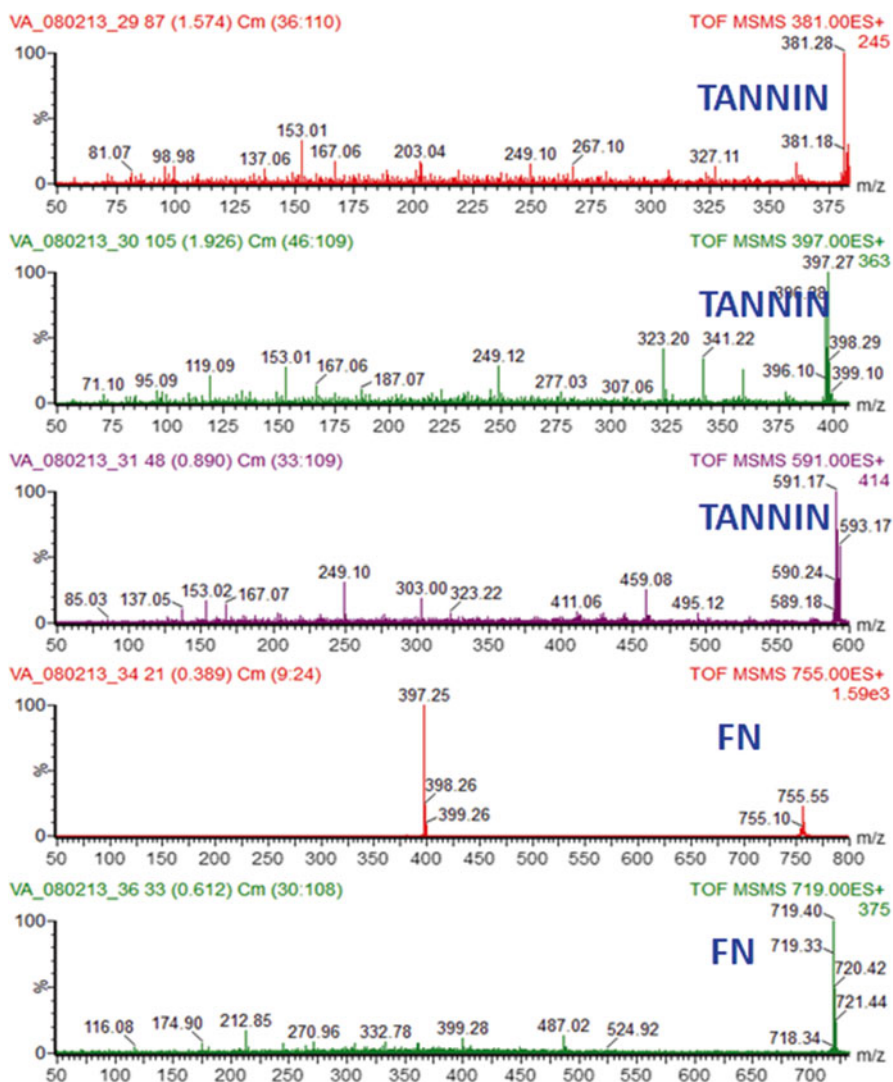 VA_080213_29 87 (1.574) Cm (36:110) TOF MSMS 381.00ES+
245
100
%
0
TANNIN
81.07 98.98 137.06 153.01 167.06 203.04 249.10 267.10 327.11 381.28 381.18
50 75 100 125 150 175 200 225 250 275 300 325 350 375 m/z
VA_080213_30 105 (1.926) Cm (46:109) TOF MSMS 397.00ES+
363
100
%
0
TANNIN
71.10 95.09 119.09 153.01 167.06 187.07 249.12 277.03 307.06 323.20 341.22 396.10 397.27 398.29 399.10
50 75 100 125 150 175 200 225 250 275 300 325 350 375 400 m/z
VA_080213_31 48 (0.890) Cm (33:109) TOF MSMS 591.00ES+
414
100
%
0
TANNIN
85.03 137.05 153.02 167.07 249.10 303.00 323.22 411.06 459.08 495.12 591.17 593.17 590.24 589.18
50 100 150 200 250 300 350 400 450 500 550 600 m/z
VA_080213_34 21 (0.389) Cm (9:24) TOF MSMS 755.00ES+
1.59e3
100
%
0
FN
397.25 398.26 399.26 755.10 755.55
50 100 150 200 250 300 350 400 450 500 550 600 650 700 750 800 m/z
VA_080213_36 33 (0.612) Cm (30:108) TOF MSMS 719.00ES+
375
100
%
0
FN
116.08 174.90 212.85 270.96 332.78 399.28 487.02 524.92 719.40 719.33 720.42 721.44 718.34
50 100 150 200 250 300 350 400 450 500 550 600 650 700 m/z